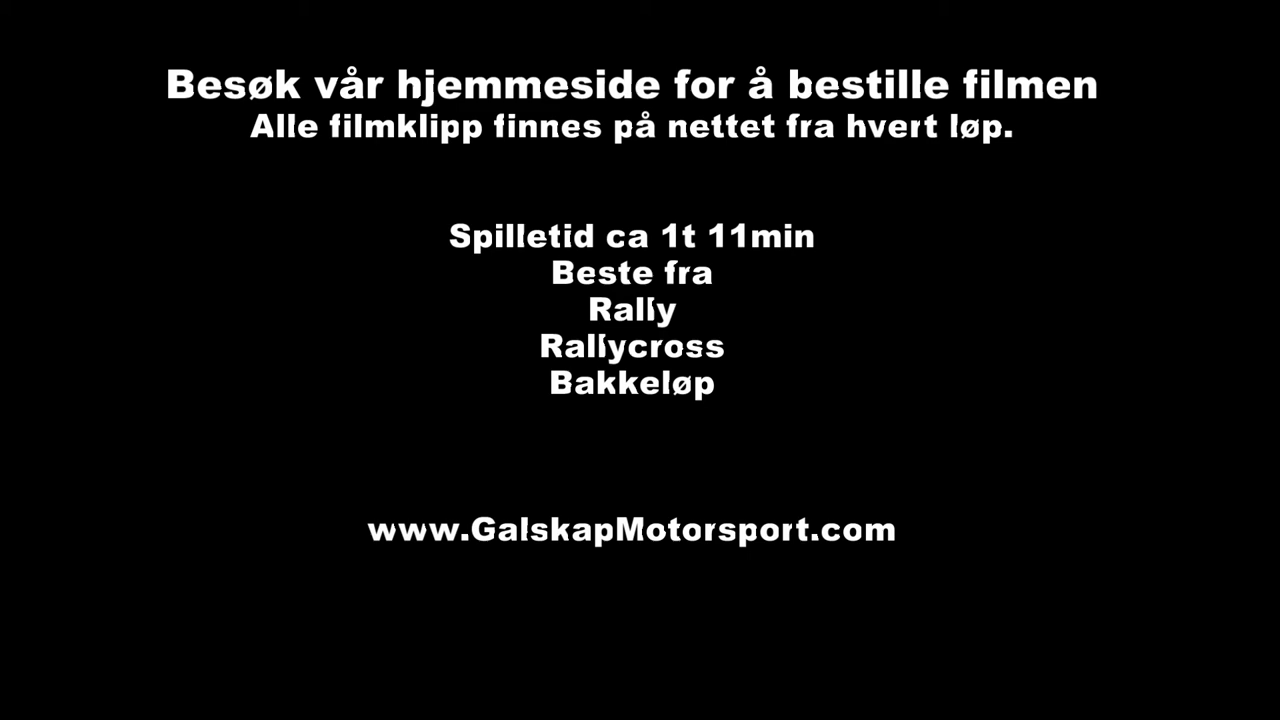 Besøk vår hjemmeside for å bestille filmen
Alle filmklipp finnes på nettet fra hvert løp.
Spilletid ca 1t 11min
Beste fra
Rally
Rallycross
Bakkeløp
www.GalskapMotorsport.com